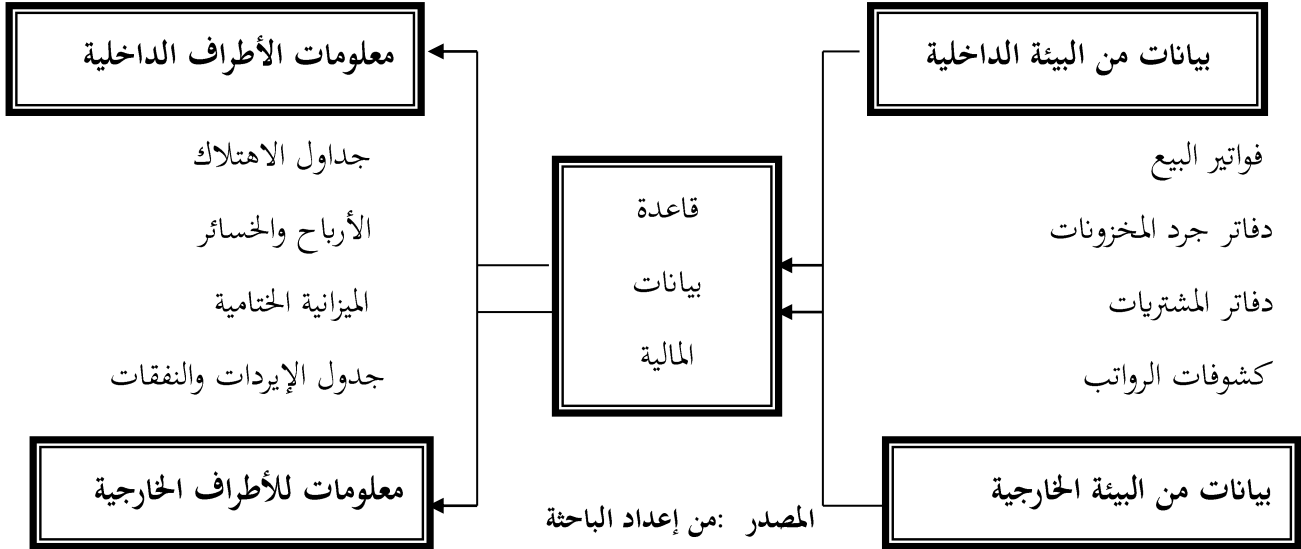 بيانات من البيئة الداخلية
فواتير البيع
دفاتر جرد المخزونات
دفاتر المشتريات
كشوفات الرواتب
بيانات من البيئة الخارجية
قاعدة
بيانات
المالية
معلومات الأطراف الداخلية
جداول الاهتلاك
الأرباح والخسائر
الميزانية الختامية
جدول الإيردات والنفقات
معلومات للأطراف الخارجية
المصدر :من إعداد الباحثة